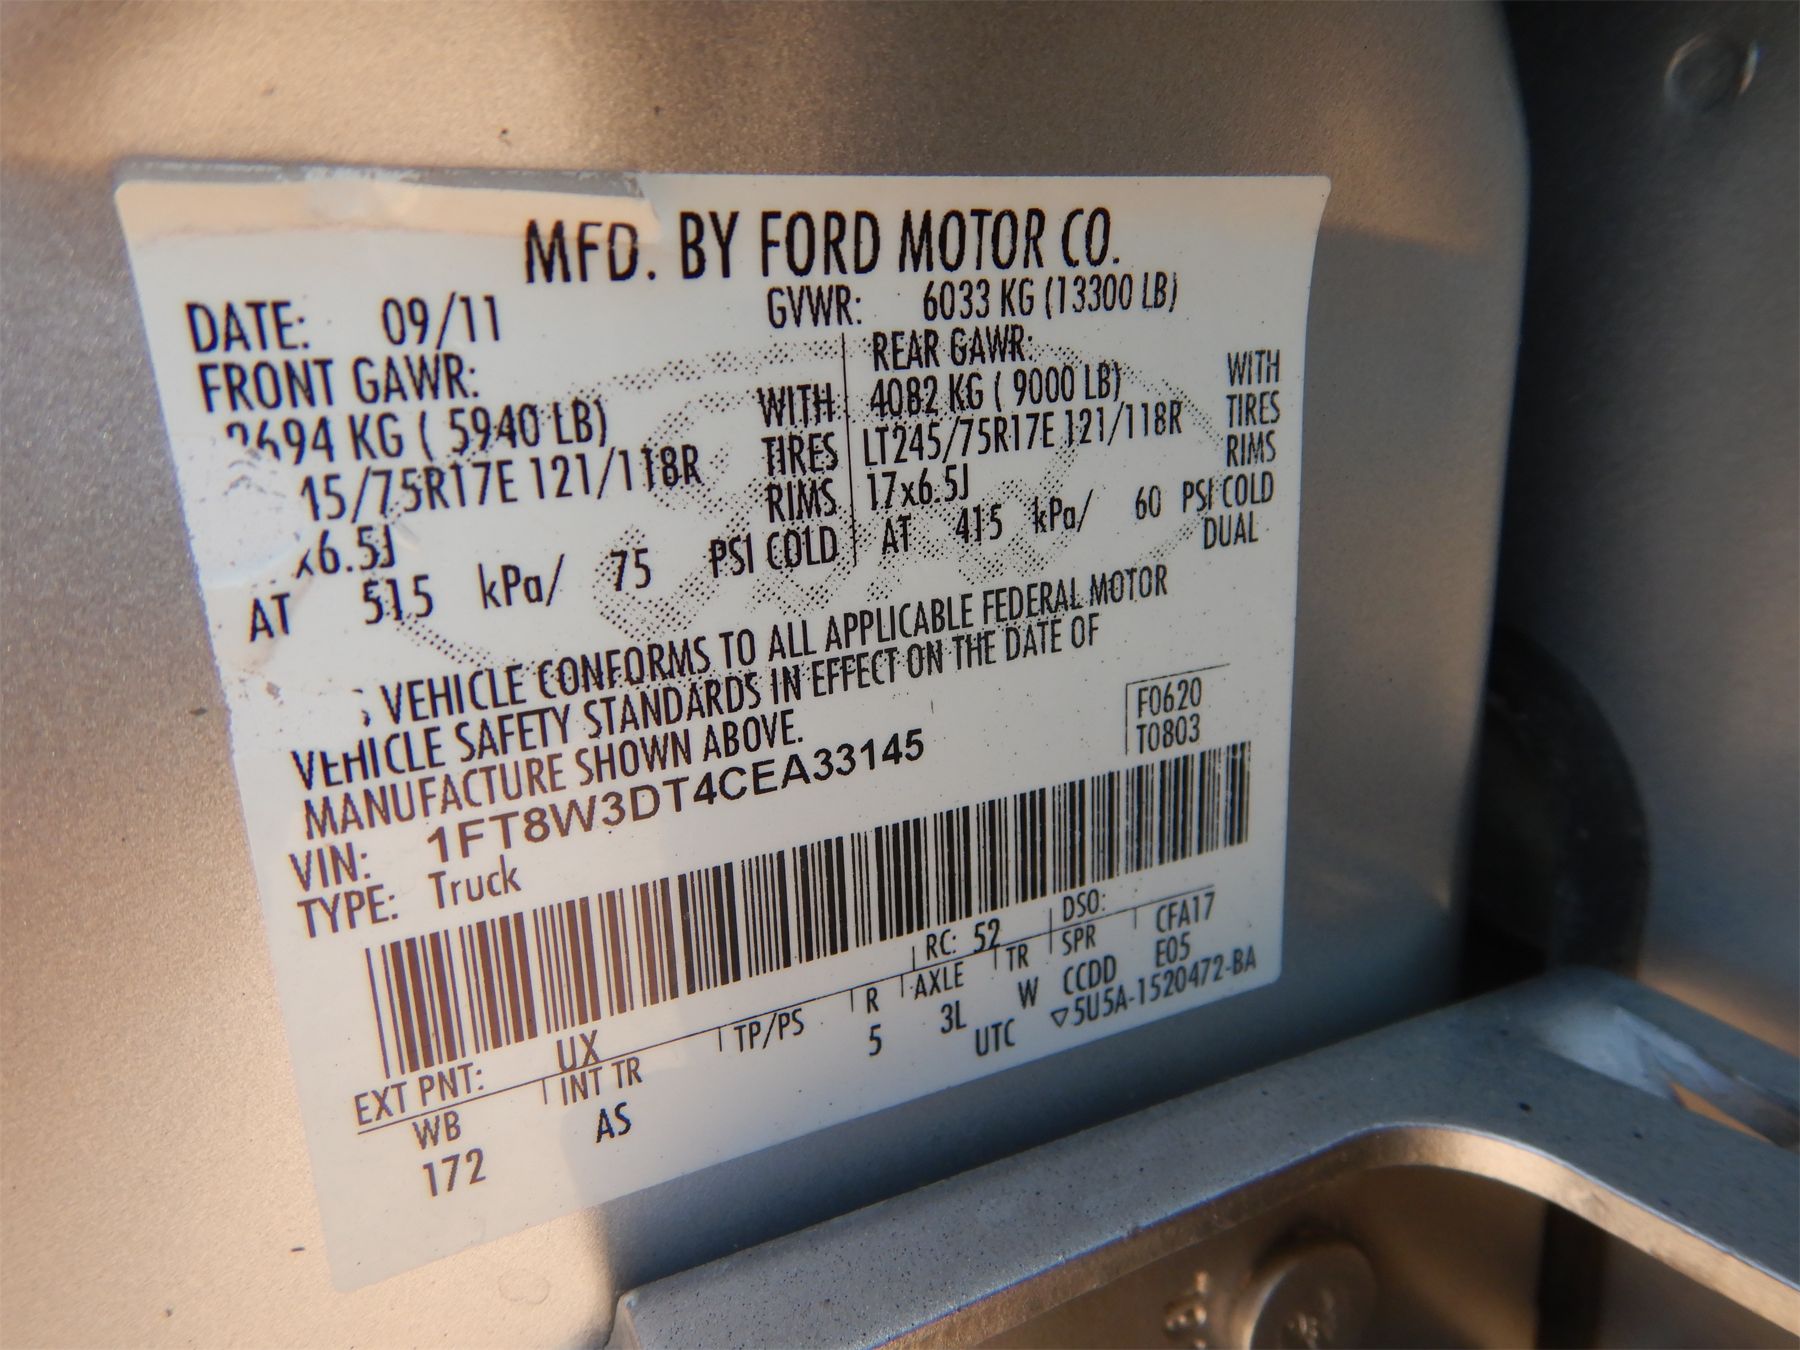 MFD. BY FORD MOTOR CO.
DATE: 09/11 GVWR: 6033 KG (13300 LB)
FRONT GAWR: REAR GAWR:
2694 KG ( 5940 LB) WITH 4082 KG ( 9000 LB) WITH
15/75R17E 121/118R TIRES LT245/75R17E 121/118R TIRES
x6.5J RIMS 17x6.5J RIMS
AT 515 kPa/ 75 PSI COLD AT 415 kPa/ 60 PSI COLD
DUAL
VEHICLE CONFORMS TO ALL APPLICABLE FEDERAL MOTOR
VEHICLE SAFETY STANDARDS IN EFFECT ON THE DATE OF
MANUFACTURE SHOWN ABOVE.
F0620
T0803
VIN: 1FT8W3DT4CEA33145
TYPE: Truck
EXT PNT: UX RC: 52 DSO: CFA17
WB INT TR TP/PS R AXLE TR SPR E05
172 AS 5 3L W CCDD
UTC ▽5U5A-1520472-BA